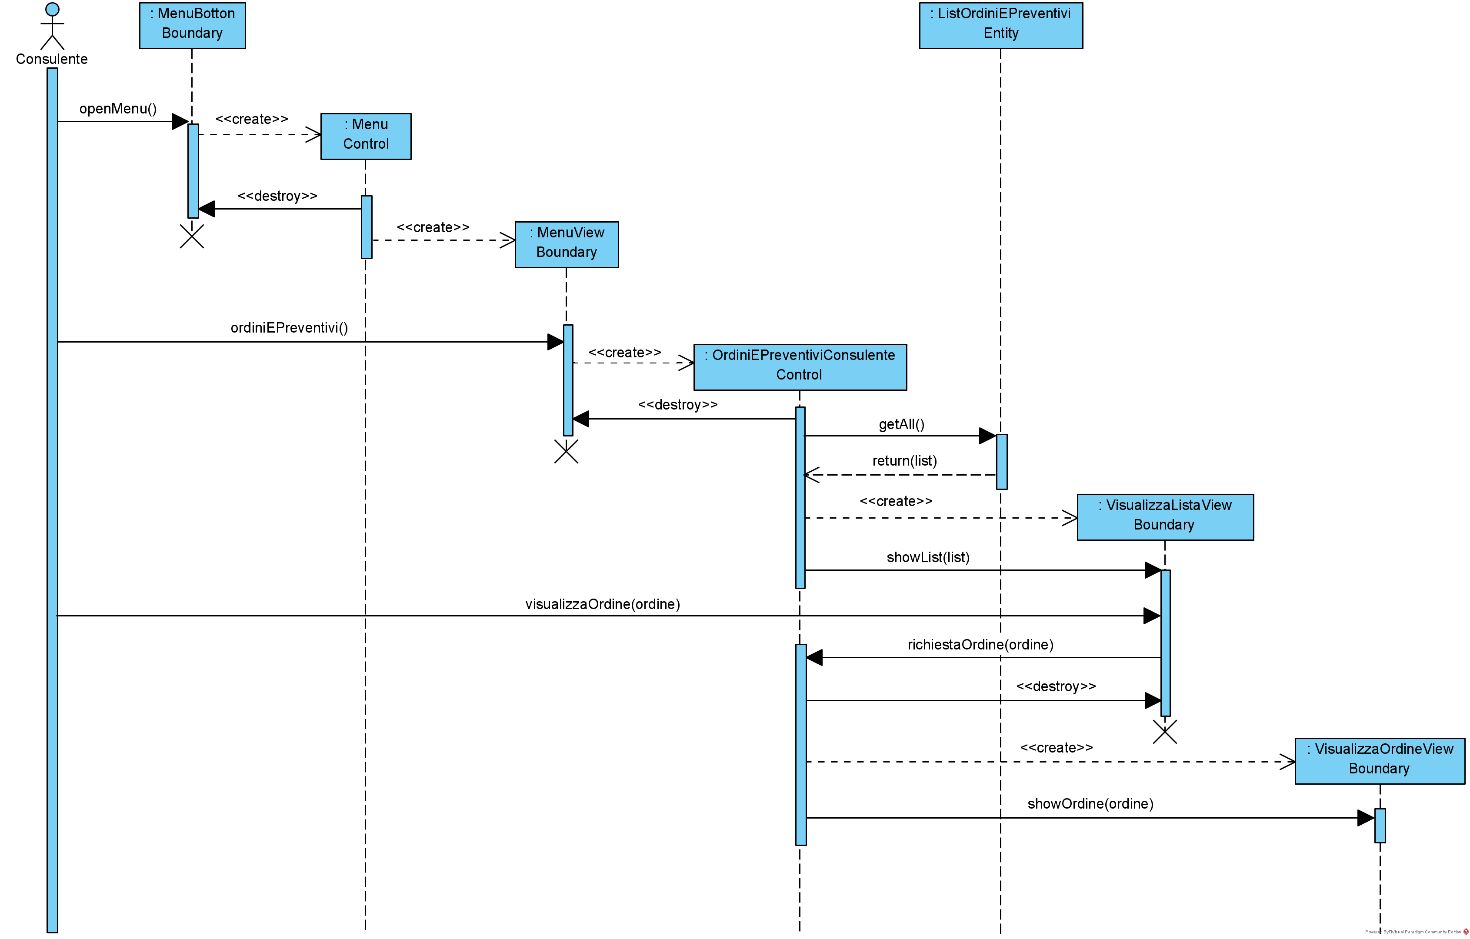 : MenuBotton
Boundary
: ListOrdiniEPreventivi
Entity
Consulente
openMenu()
<<create>>
: Menu
Control
<<destroy>>
<<create>>
: MenuView
Boundary
ordiniEPreventivi()
<<create>>
: OrdiniEPreventiviConsulente
Control
<<destroy>>
getAll()
return(list)
<<create>>
: VisualizzaListaView
Boundary
showList(list)
visualizzaOrdine(ordine)
richiestaOrdine(ordine)
<<destroy>>
<<create>>
: VisualizzaOrdineView
Boundary
showOrdine(ordine)